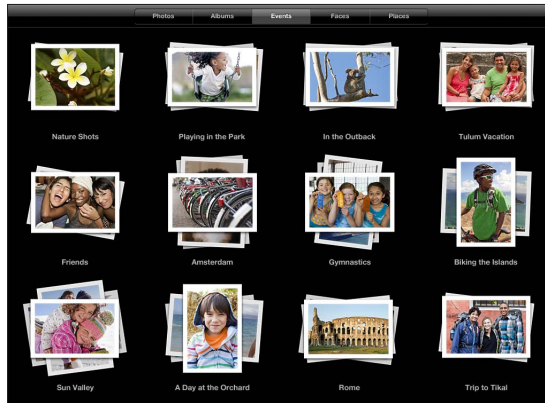 Photos Albums Events Faces Places
Nature Shots Playing in the Park In the Outback Tulum Vacation
Friends Amsterdam Gymnastics Biking the Islands
Sun Valley A Day at the Orchard Rome Trip to Tikal